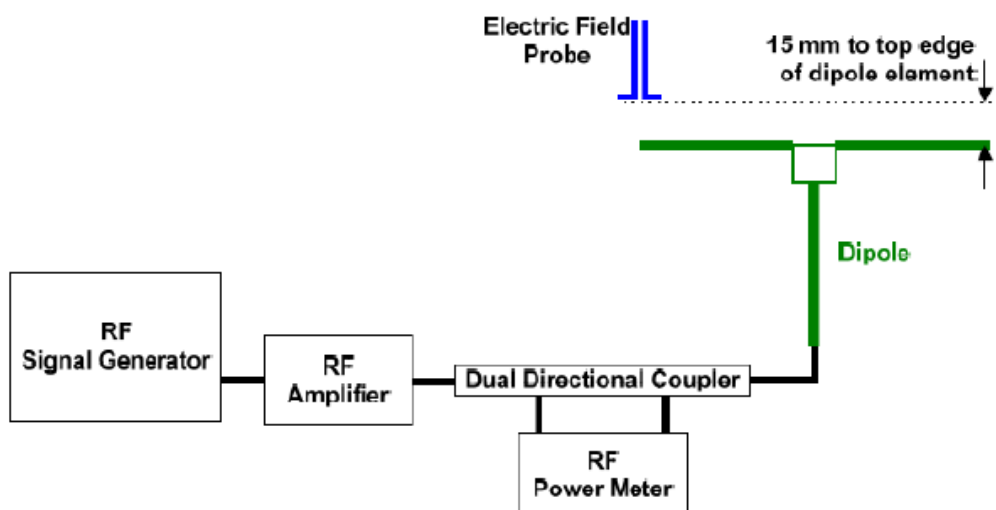 Electric Field
Probe
15 mm to top edge
of dipole element
Dipole
RF
Signal Generator
RF
Amplifier
Dual Directional Coupler
RF
Power Meter